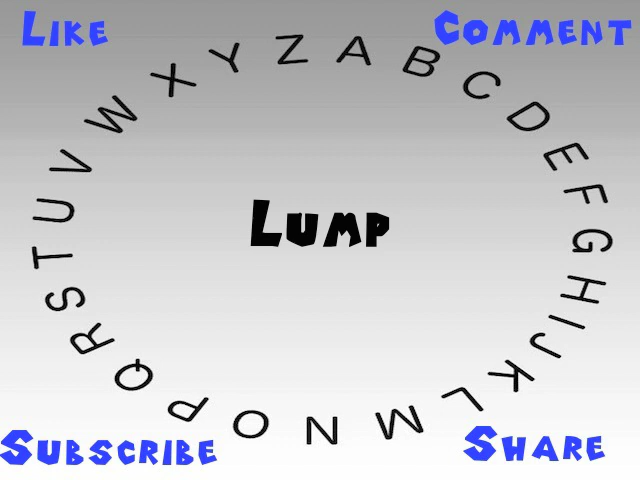 Like
Comment
A B C D E F G H I J K L M N O P Q R S T U V W X Y Z
Lump
Subscribe
Share